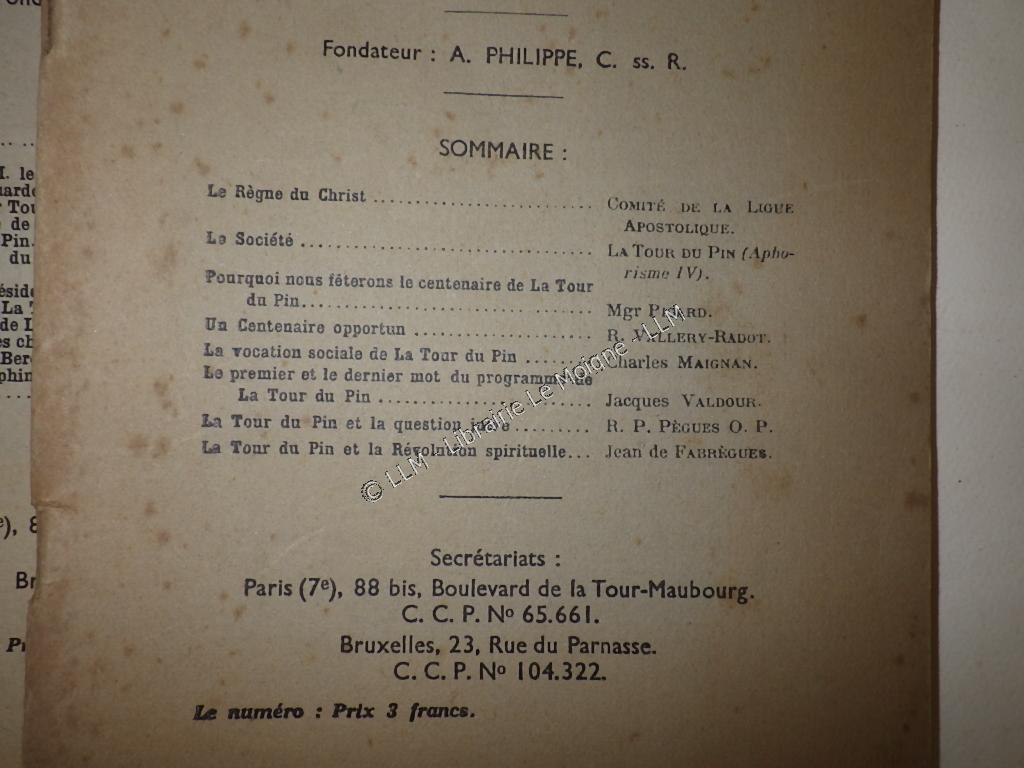 Fondateur : A. PHILIPPE, C. ss. R.
SOMMAIRE :
Le Règne du Christ ........................ COMITÉ DE LA LIGUE
APOSTOLIQUE.
La Société ................................ LA TOUR DU PIN (Apho-
risme IV).
Pourquoi nous fêterons le centenaire de La Tour
du Pin................................ Mgr
Un Centenaire opportun .................... R. VALLERY-RADOT.
La vocation sociale de La Tour du Pin ........ Charles MAIGNAN.
Le premier et le dernier mot du programme de
La Tour du Pin ........................ Jacques VALDOUR.
La Tour du Pin et la question juive ......... R. P. PÈGUES O. P.
La Tour du Pin et la Révolution spirituelle... Jean de FABRÈGUES.
© LLM - Librairie Le Moigne - LLM
Secrétariats :
Paris (7e), 88 bis, Boulevard de la Tour-Maubourg.
C. C. P. No 65.661.
Bruxelles, 23, Rue du Parnasse.
C. C. P. No 104.322.
Le numéro : Prix 3 francs.